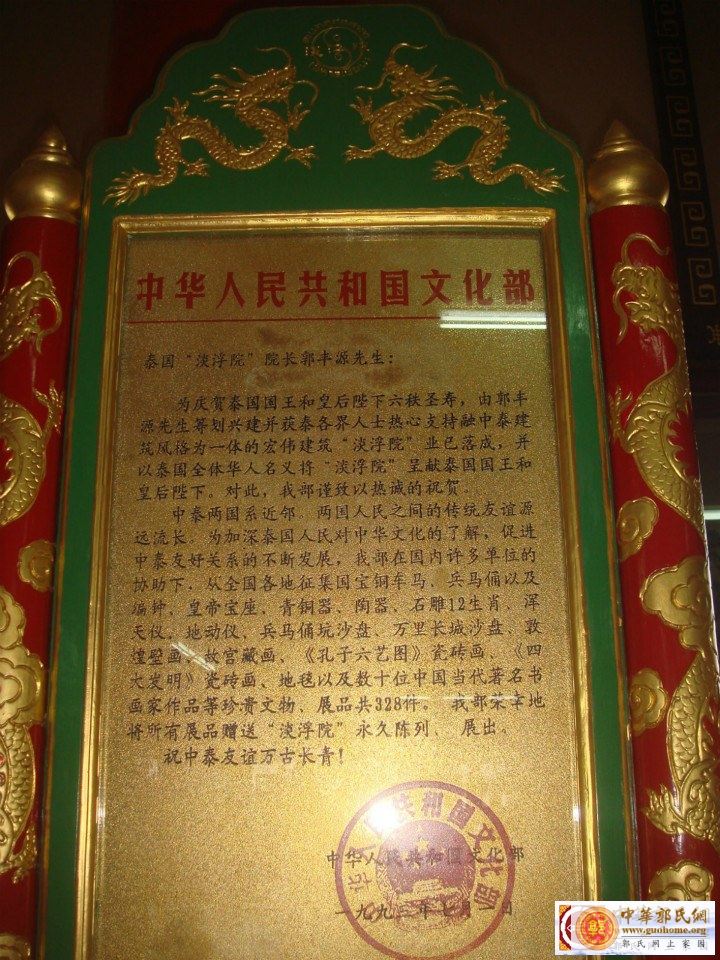 中华人民共和国文化部
泰国“淡浮院”院长郭丰源先生：
为庆贺泰国国王和皇后陛下六秩圣寿，由郭丰
源先生筹划兴建并获泰各界人士热心支持融中泰建
筑风格为一体的宏伟建筑“淡浮院”业已落成，并
以泰国全体华人名义将“淡浮院”呈献泰国国王和
皇后陛下。对此，我部谨致以热诚的祝贺。
中泰两国系近邻。两国人民之间的传统友谊源
远流长。为加深泰国人民对中华文化的了解，促进
中泰友好关系的不断发展，我部在国内许多单位的
协助下，从全国各地征集国宝铜车马、兵马俑以及
编钟、皇帝宝座、青铜器、陶器、石雕12生肖、浑
天仪、地动仪、兵马俑坑沙盘、万里长城沙盘、敦
煌壁画、故宫藏画、《孔子六艺图》瓷砖画、《四
大发明》瓷砖画、地毯以及数十位中国当代著名书
画家作品等珍贵文物、展品共328件。我部荣幸地
将所有展品赠送“淡浮院”永久陈列、展出。
祝中泰友谊万古长青！
中华人民共和国文化部
一九九三年七月一日
中華郭氏網
www.guohome.org
郭氏网上家园